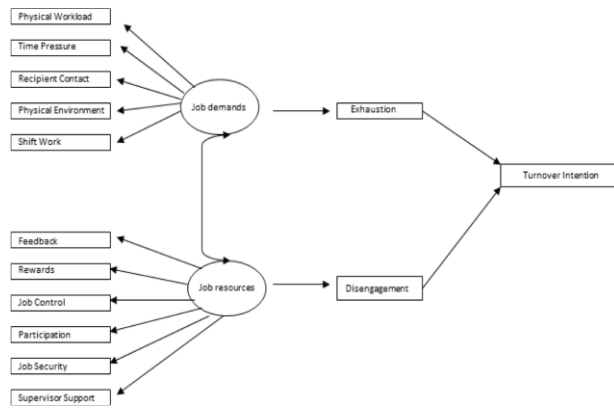 Physical Workload
Time Pressure
Recipient Contact
Physical Environment
Shift Work
Job demands
Exhaustion
Turnover Intention
Feedback
Rewards
Job Control
Participation
Job Security
Supervisor Support
Job resources
Disengagement